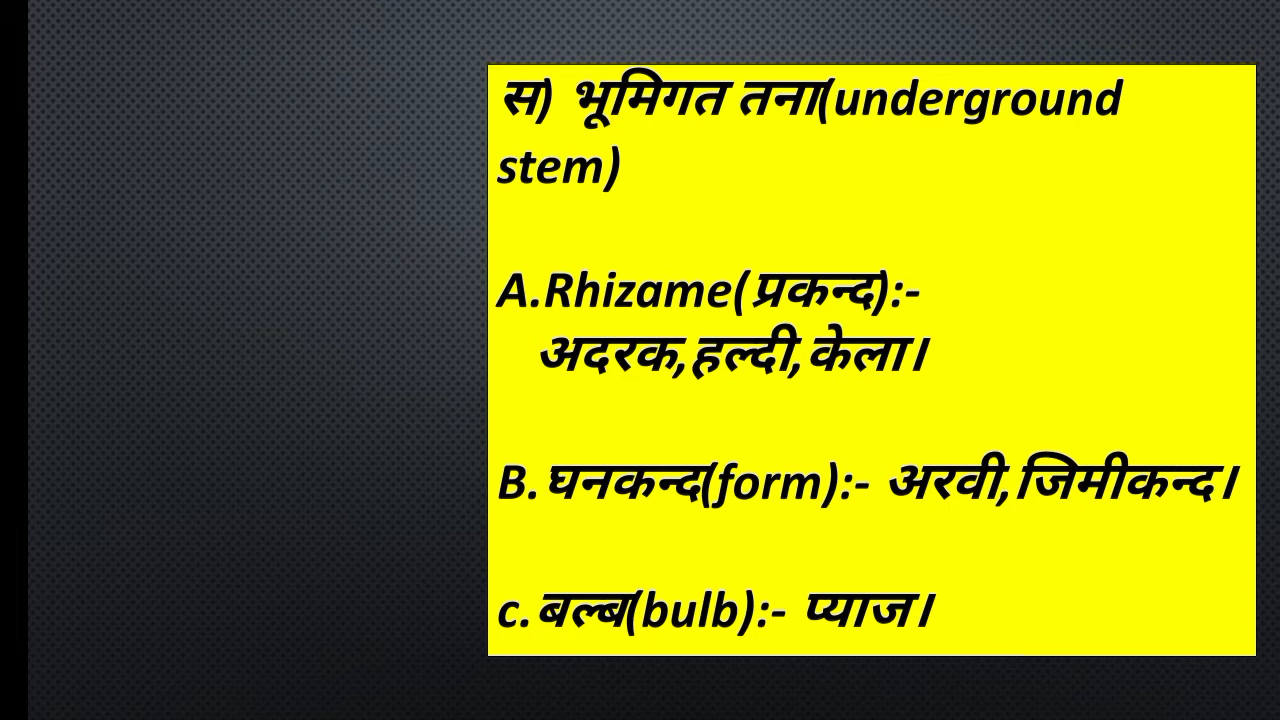 स) भूमिगत तना(underground
stem)
A.Rhizame(प्रकन्द):-
अदरक,हल्दी,केला।
B.घनकन्द(form):- अरवी,जिमीकन्द।
c.बल्ब(bulb):- प्याज।